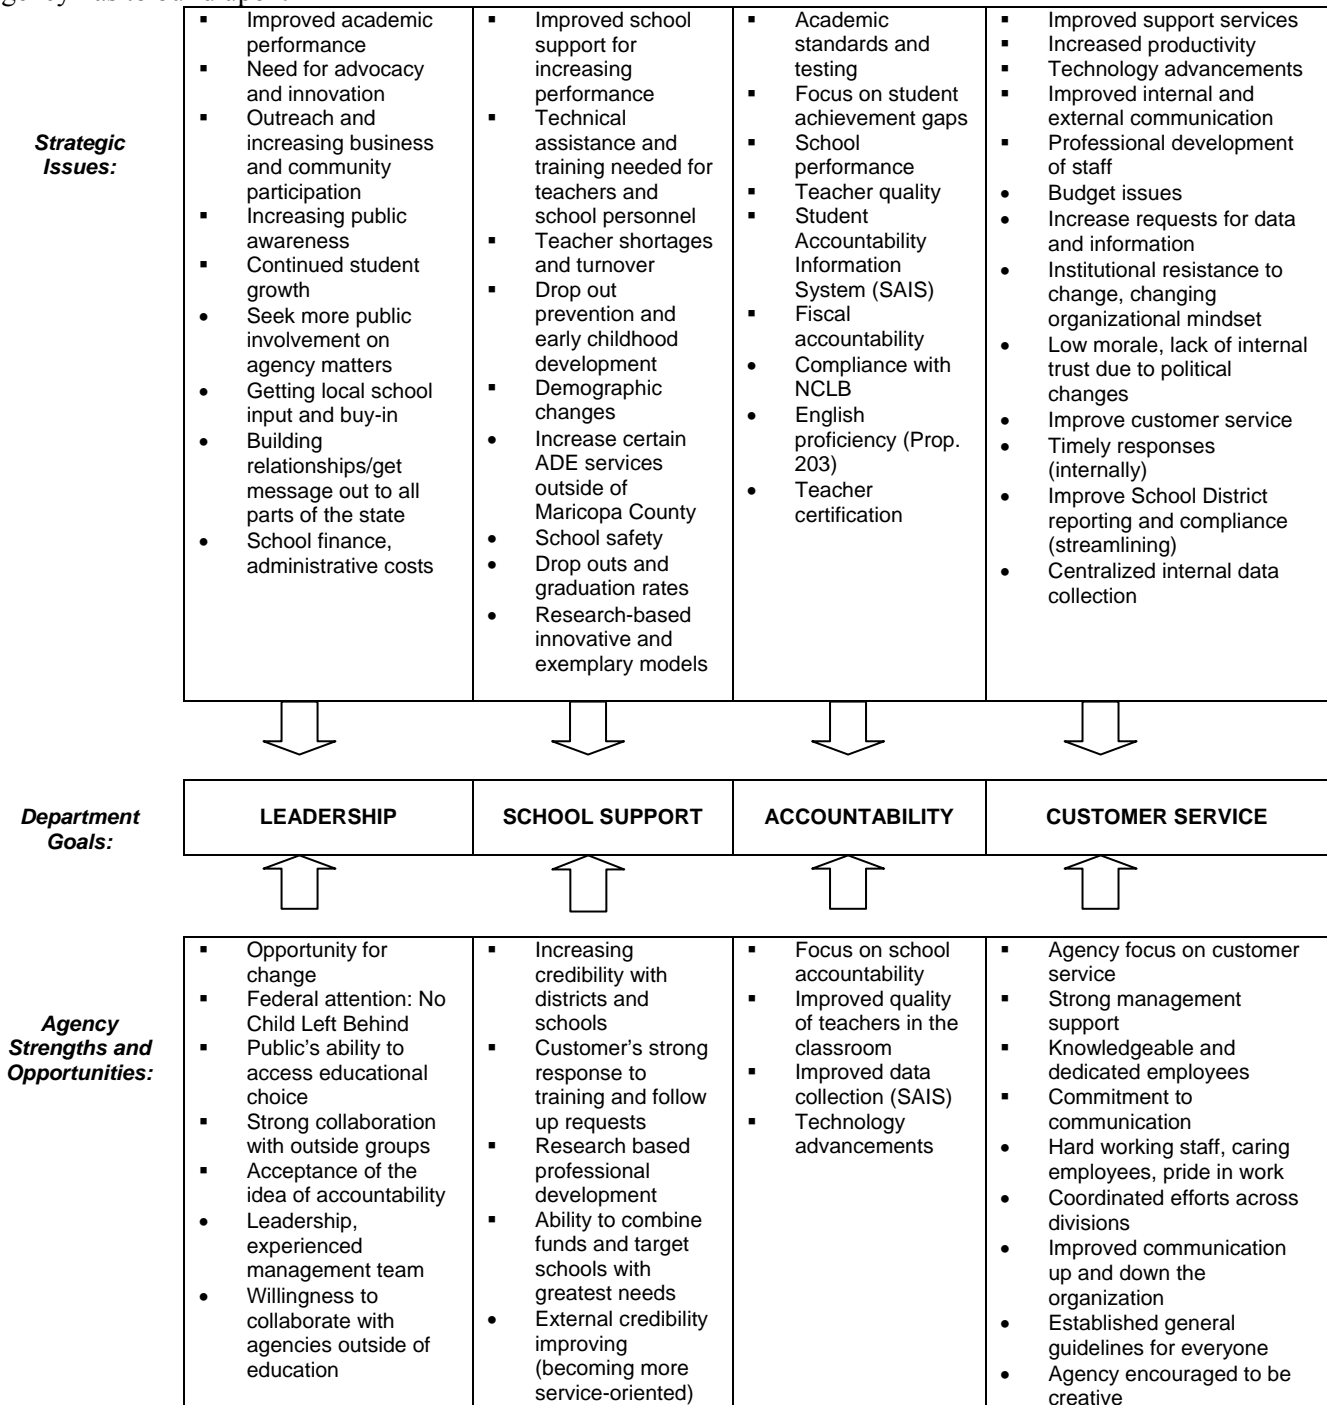 Strategic
Issues:
▪ Improved academic
performance
▪ Need for advocacy
and innovation
▪ Outreach and
increasing business
and community
participation
▪ Increasing public
awareness
▪ Continued student
growth
• Seek more public
involvement on
agency matters
• Getting local school
input and buy-in
• Building
relationships/get
message out to all
parts of the state
• School finance,
administrative costs
▪ Improved school
support for
increasing
performance
▪ Technical
assistance and
training needed for
teachers and
school personnel
▪ Teacher shortages
and turnover
▪ Drop out
prevention and
early childhood
development
▪ Demographic
changes
• Increase certain
ADE services
outside of
Maricopa County
• School safety
• Drop outs and
graduation rates
• Research-based
innovative and
exemplary models
▪ Academic
standards and
testing
▪ Focus on student
achievement gaps
▪ School
performance
▪ Teacher quality
▪ Student
Accountability
Information
System (SAIS)
▪ Fiscal
accountability
• Compliance with
NCLB
• English
proficiency (Prop.
203)
• Teacher
certification
▪ Improved support services
▪ Increased productivity
▪ Technology advancements
▪ Improved internal and
external communication
▪ Professional development
of staff
• Budget issues
• Increase requests for data
and information
• Institutional resistance to
change, changing
organizational mindset
• Low morale, lack of internal
trust due to political
changes
• Improve customer service
• Timely responses
(internally)
• Improve School District
reporting and compliance
(streamlining)
• Centralized internal data
collection
Department
Goals:
LEADERSHIP
SCHOOL SUPPORT
ACCOUNTABILITY
CUSTOMER SERVICE
Agency
Strengths and
Opportunities:
▪ Opportunity for
change
▪ Federal attention: No
Child Left Behind
▪ Public's ability to
access educational
choice
▪ Strong collaboration
with outside groups
▪ Acceptance of the
idea of accountability
• Leadership,
experienced
management team
• Willingness to
collaborate with
agencies outside of
education
▪ Increasing
credibility with
districts and
schools
▪ Customer's strong
response to
training and follow
up requests
▪ Research based
professional
development
▪ Ability to combine
funds and target
schools with
greatest needs
• External credibility
improving
(becoming more
service-oriented)
▪ Focus on school
accountability
▪ Improved quality
of teachers in the
classroom
▪ Improved data
collection (SAIS)
▪ Technology
advancements
▪ Agency focus on customer
service
▪ Strong management
support
▪ Knowledgeable and
dedicated employees
▪ Commitment to
communication
• Hard working staff, caring
employees, pride in work
• Coordinated efforts across
divisions
• Improved communication
up and down the
organization
• Established general
guidelines for everyone
• Agency encouraged to be
creative